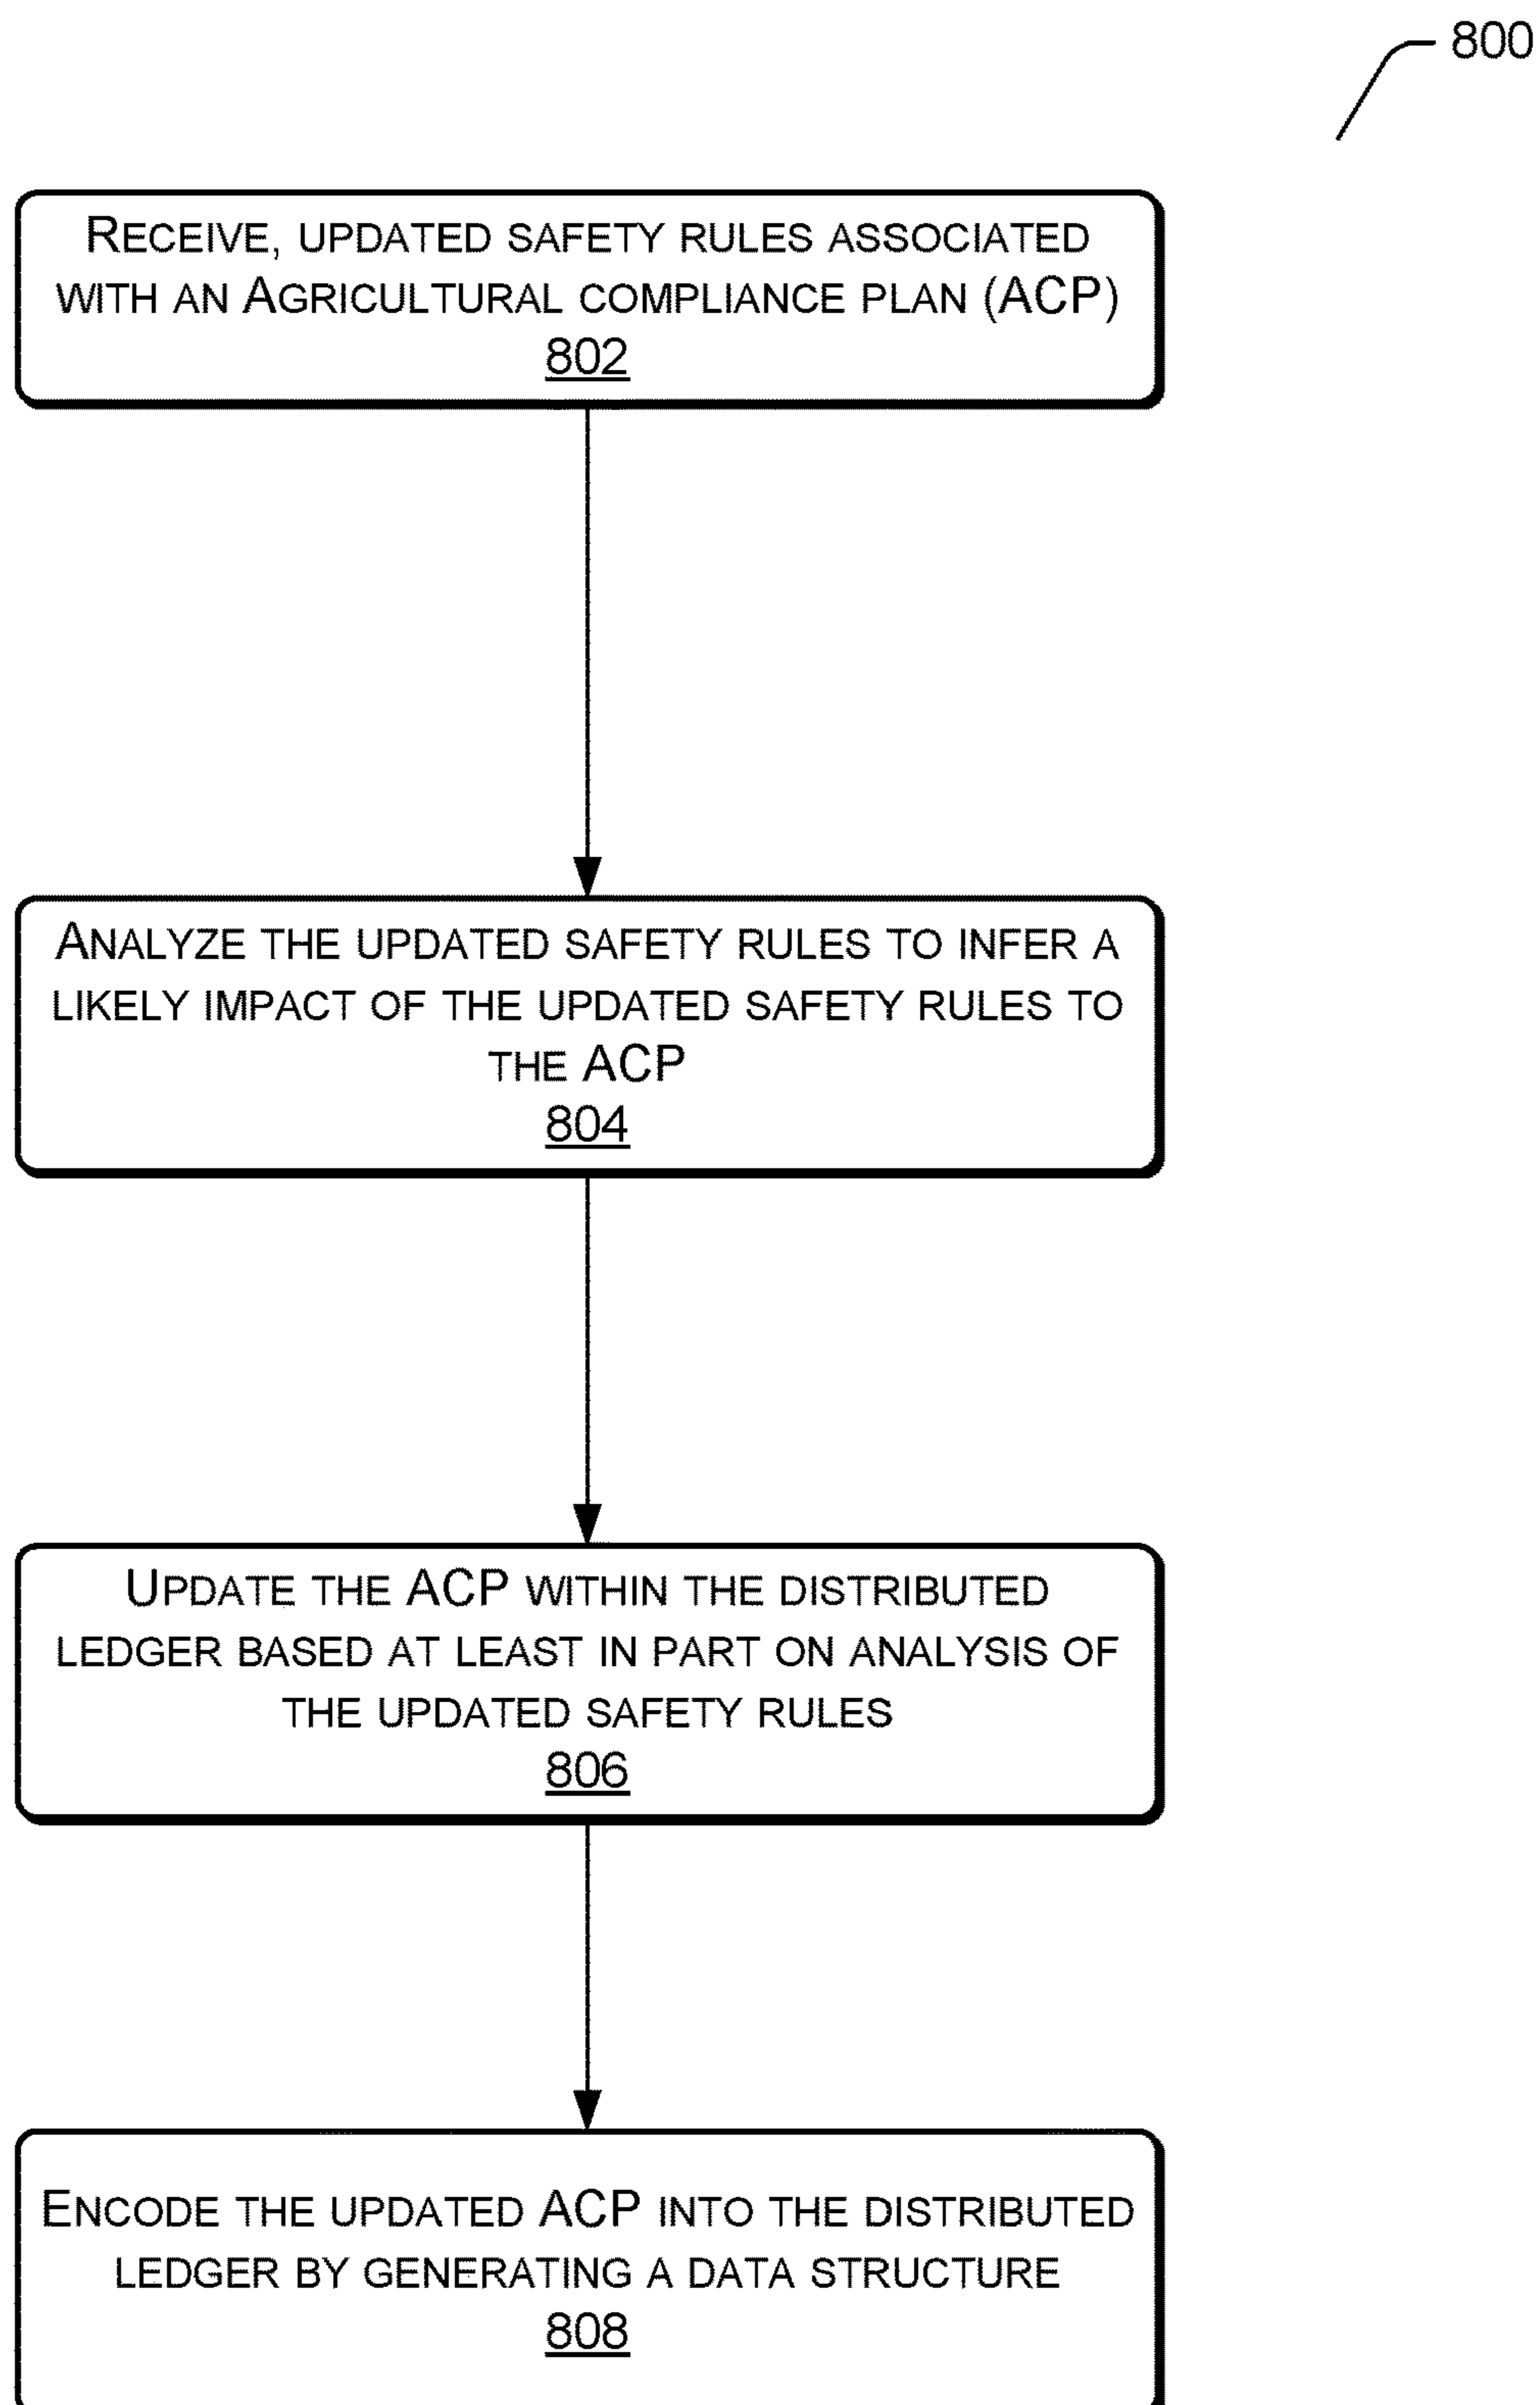 800
RECEIVE, UPDATED SAFETY RULES ASSOCIATED
WITH AN AGRICULTURAL COMPLIANCE PLAN (ACP)
802
ANALYZE THE UPDATED SAFETY RULES TO INFER A
LIKELY IMPACT OF THE UPDATED SAFETY RULES TO
THE ACP
804
UPDATE THE ACP WITHIN THE DISTRIBUTED
LEDGER BASED AT LEAST IN PART ON ANALYSIS OF
THE UPDATED SAFETY RULES
806
ENCODE THE UPDATED ACP INTO THE DISTRIBUTED
LEDGER BY GENERATING A DATA STRUCTURE
808